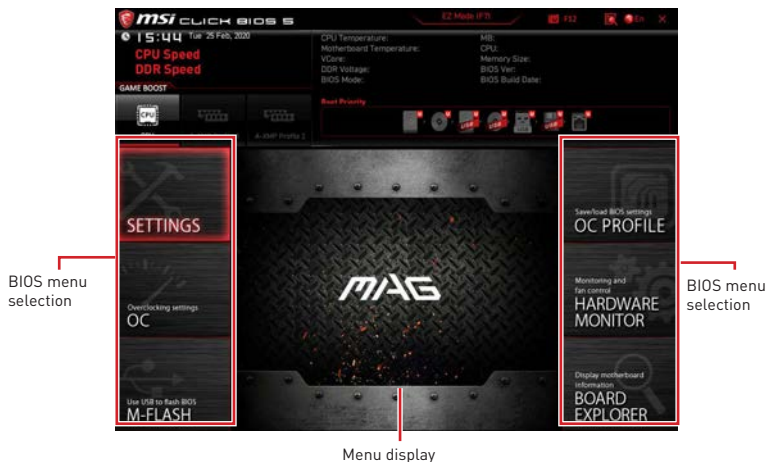 msi CLICK BIOS 5
EZ Mode (F7)
F12
En
15:44 Tue 25 Feb, 2020
CPU Speed
DDR Speed
GAME BOOST
CPU
A-XMP Profile 2
CPU Temperature:
Motherboard Temperature:
VCore:
DDR Voltage:
BIOS Mode:
MB:
CPU:
Memory Size:
BIOS Ver:
BIOS Build Date:
Boot Priority
USB
USB
USB
SETTINGS
Overclocking settings
OC
Use USB to flash BIOS
M-FLASH
MAG
Save/load BIOS settings
OC PROFILE
Monitoring and
fan control
HARDWARE
MONITOR
Display motherboard
information
BOARD
EXPLORER
BIOS menu
selection
BIOS menu
selection
Menu display